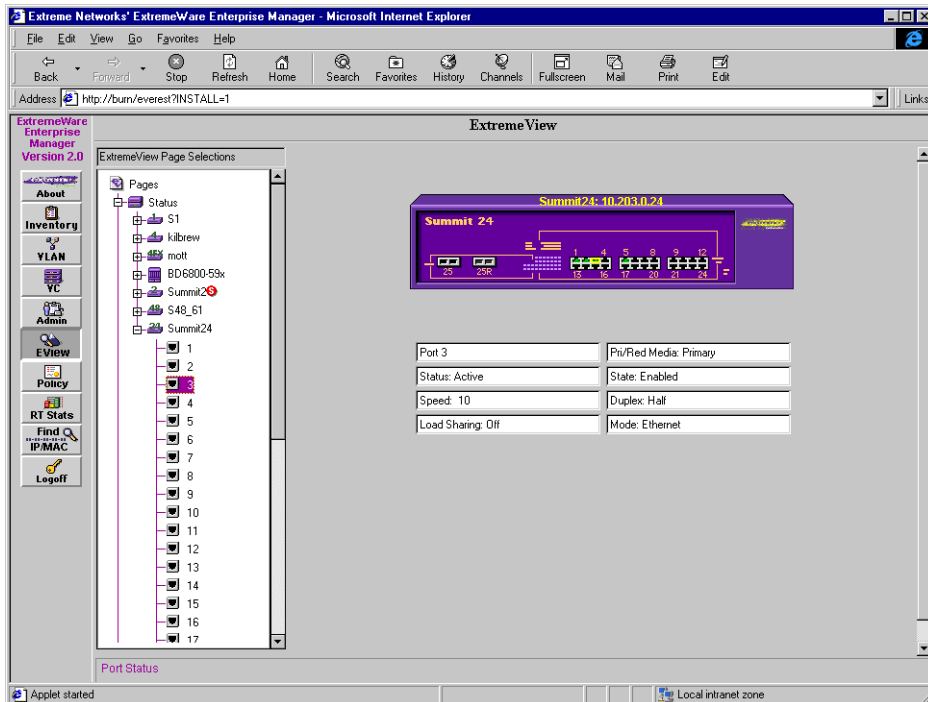 Extreme Networks' ExtremeWare Enterprise Manager - Microsoft Internet Explorer
File Edit View Go Favorites Help
Back Forward Stop Refresh Home Search Favorites History Channels Fullscreen Mail Print Edit
Address http://burn/everest?INSTALL=1 Links
ExtremeWare
Enterprise
Manager
Version 2.0
About
Inventory
VLAN
VC
Admin
EView
Policy
RT Stats
Find
IP/MAC
Logoff
ExtremeView
ExtremeView Page Selections
Pages
Status
S1
kilbrew
mott
BD6800-59x
Summit2
S48_61
Summit24
1
2
3
4
5
6
7
8
9
10
11
12
13
14
15
16
17
Summit24: 10.203.0.24
Summit 24
1 4 5 8 9 12
25 25R 13 16 17 20 21 24
Port 3 Pri/Red Media: Primary
Status: Active State: Enabled
Speed: 10 Duplex: Half
Load Sharing: Off Mode: Ethernet
Port Status
Applet started Local intranet zone